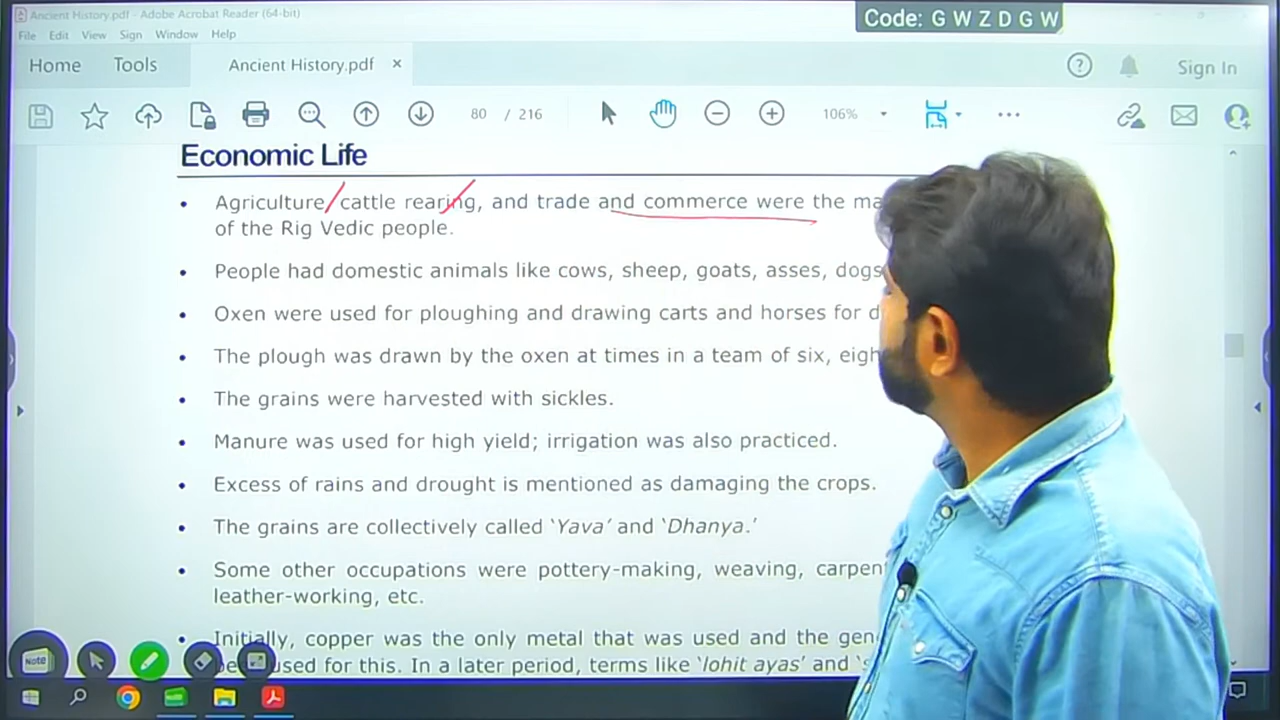 Ancient History.pdf - Adobe Acrobat Reader (64-bit)
Code: G W Z D G W
File Edit View Sign Window Help
Home Tools Ancient History.pdf × Sign In
80 / 216 106%
Economic Life
• Agriculture cattle rearing, and trade and commerce were the
of the Rig Vedic people.
• People had domestic animals like cows, sheep, goats, asses, dogs
• Oxen were used for ploughing and drawing carts and horses for
• The plough was drawn by the oxen at times in a team of six,
• The grains were harvested with sickles.
• Manure was used for high yield; irrigation was also practiced.
• Excess of rains and drought is mentioned as damaging the crops.
• The grains are collectively called ‘Yava’ and ‘Dhanya.’
• Some other occupations were pottery-making, weaving,
leather-working, etc.
• Initially, copper was the only metal that was used and the
used for this. In a later period, terms like ‘lohit ayas’ and
Note